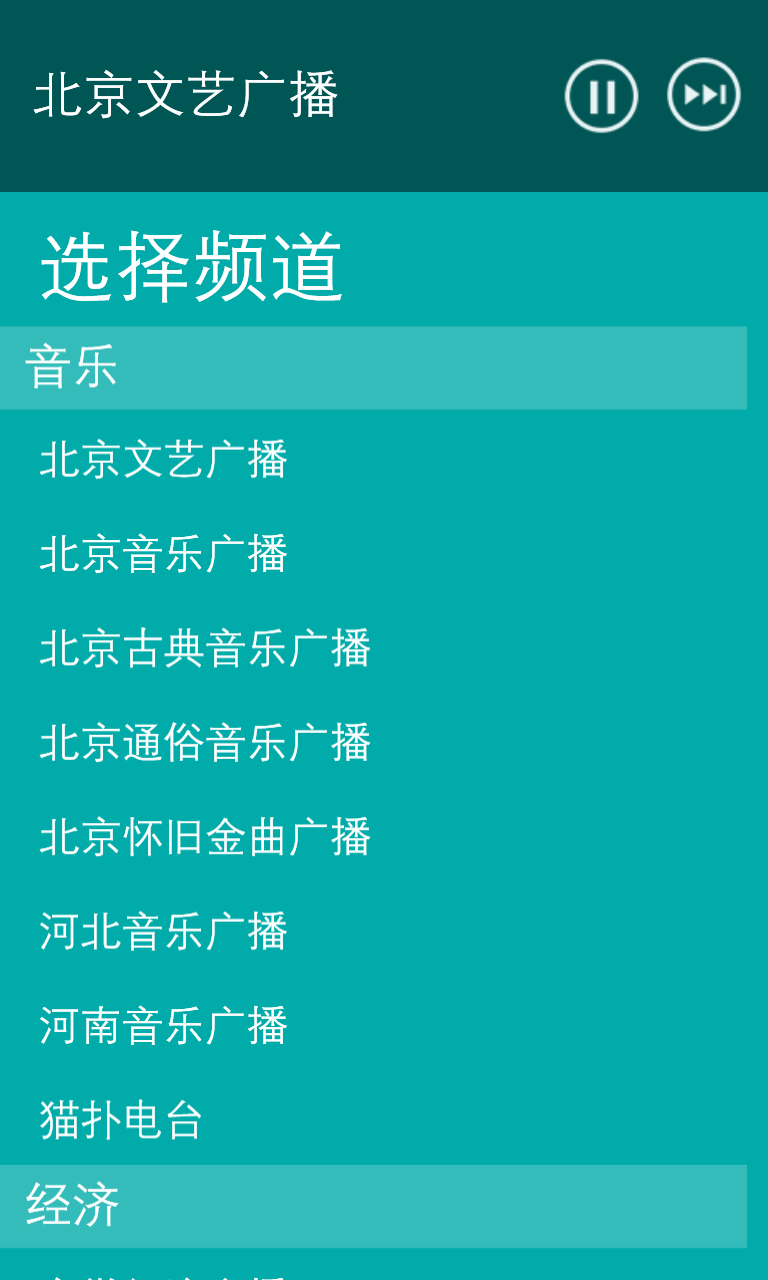 北京文艺广播
选择频道
音乐
北京文艺广播
北京音乐广播
北京古典音乐广播
北京通俗音乐广播
北京怀旧金曲广播
河北音乐广播
河南音乐广播
猫扑电台
经济